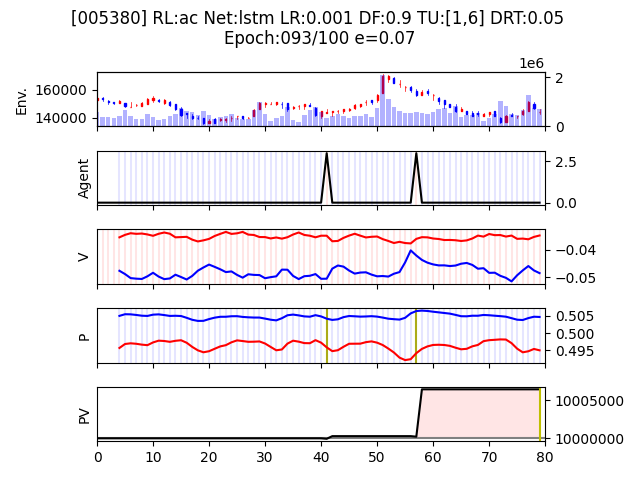 [005380] RL:ac Net:lstm LR:0.001 DF:0.9 TU:[1,6] DRT:0.05
Epoch:093/100 e=0.07
1e6
Env.
160000
140000
2
0
Agent
2.5
0.0
V
−0.04
−0.05
P
0.505
0.500
0.495
PV
10005000
10000000
0 10 20 30 40 50 60 70 80